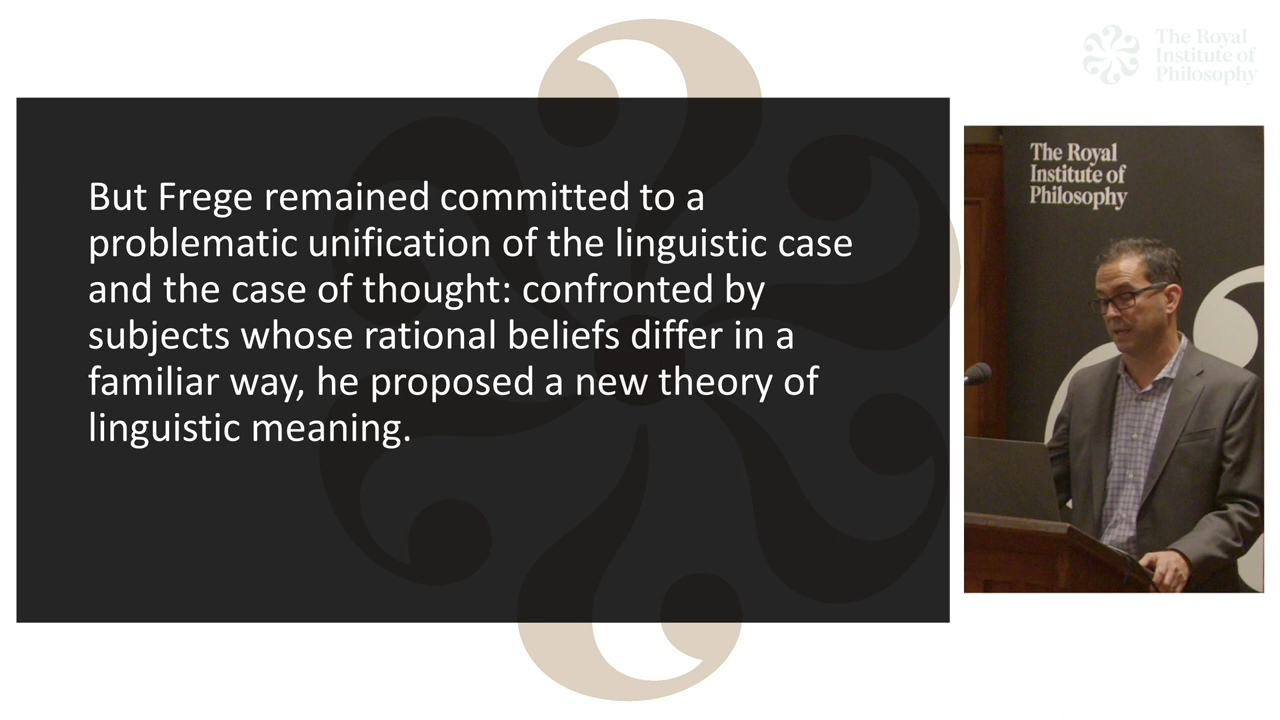 The Royal
Institute of
Philosophy
But Frege remained committed to a
problematic unification of the linguistic case
and the case of thought: confronted by
subjects whose rational beliefs differ in a
familiar way, he proposed a new theory of
linguistic meaning.
The Royal
Institute of
Philosophy